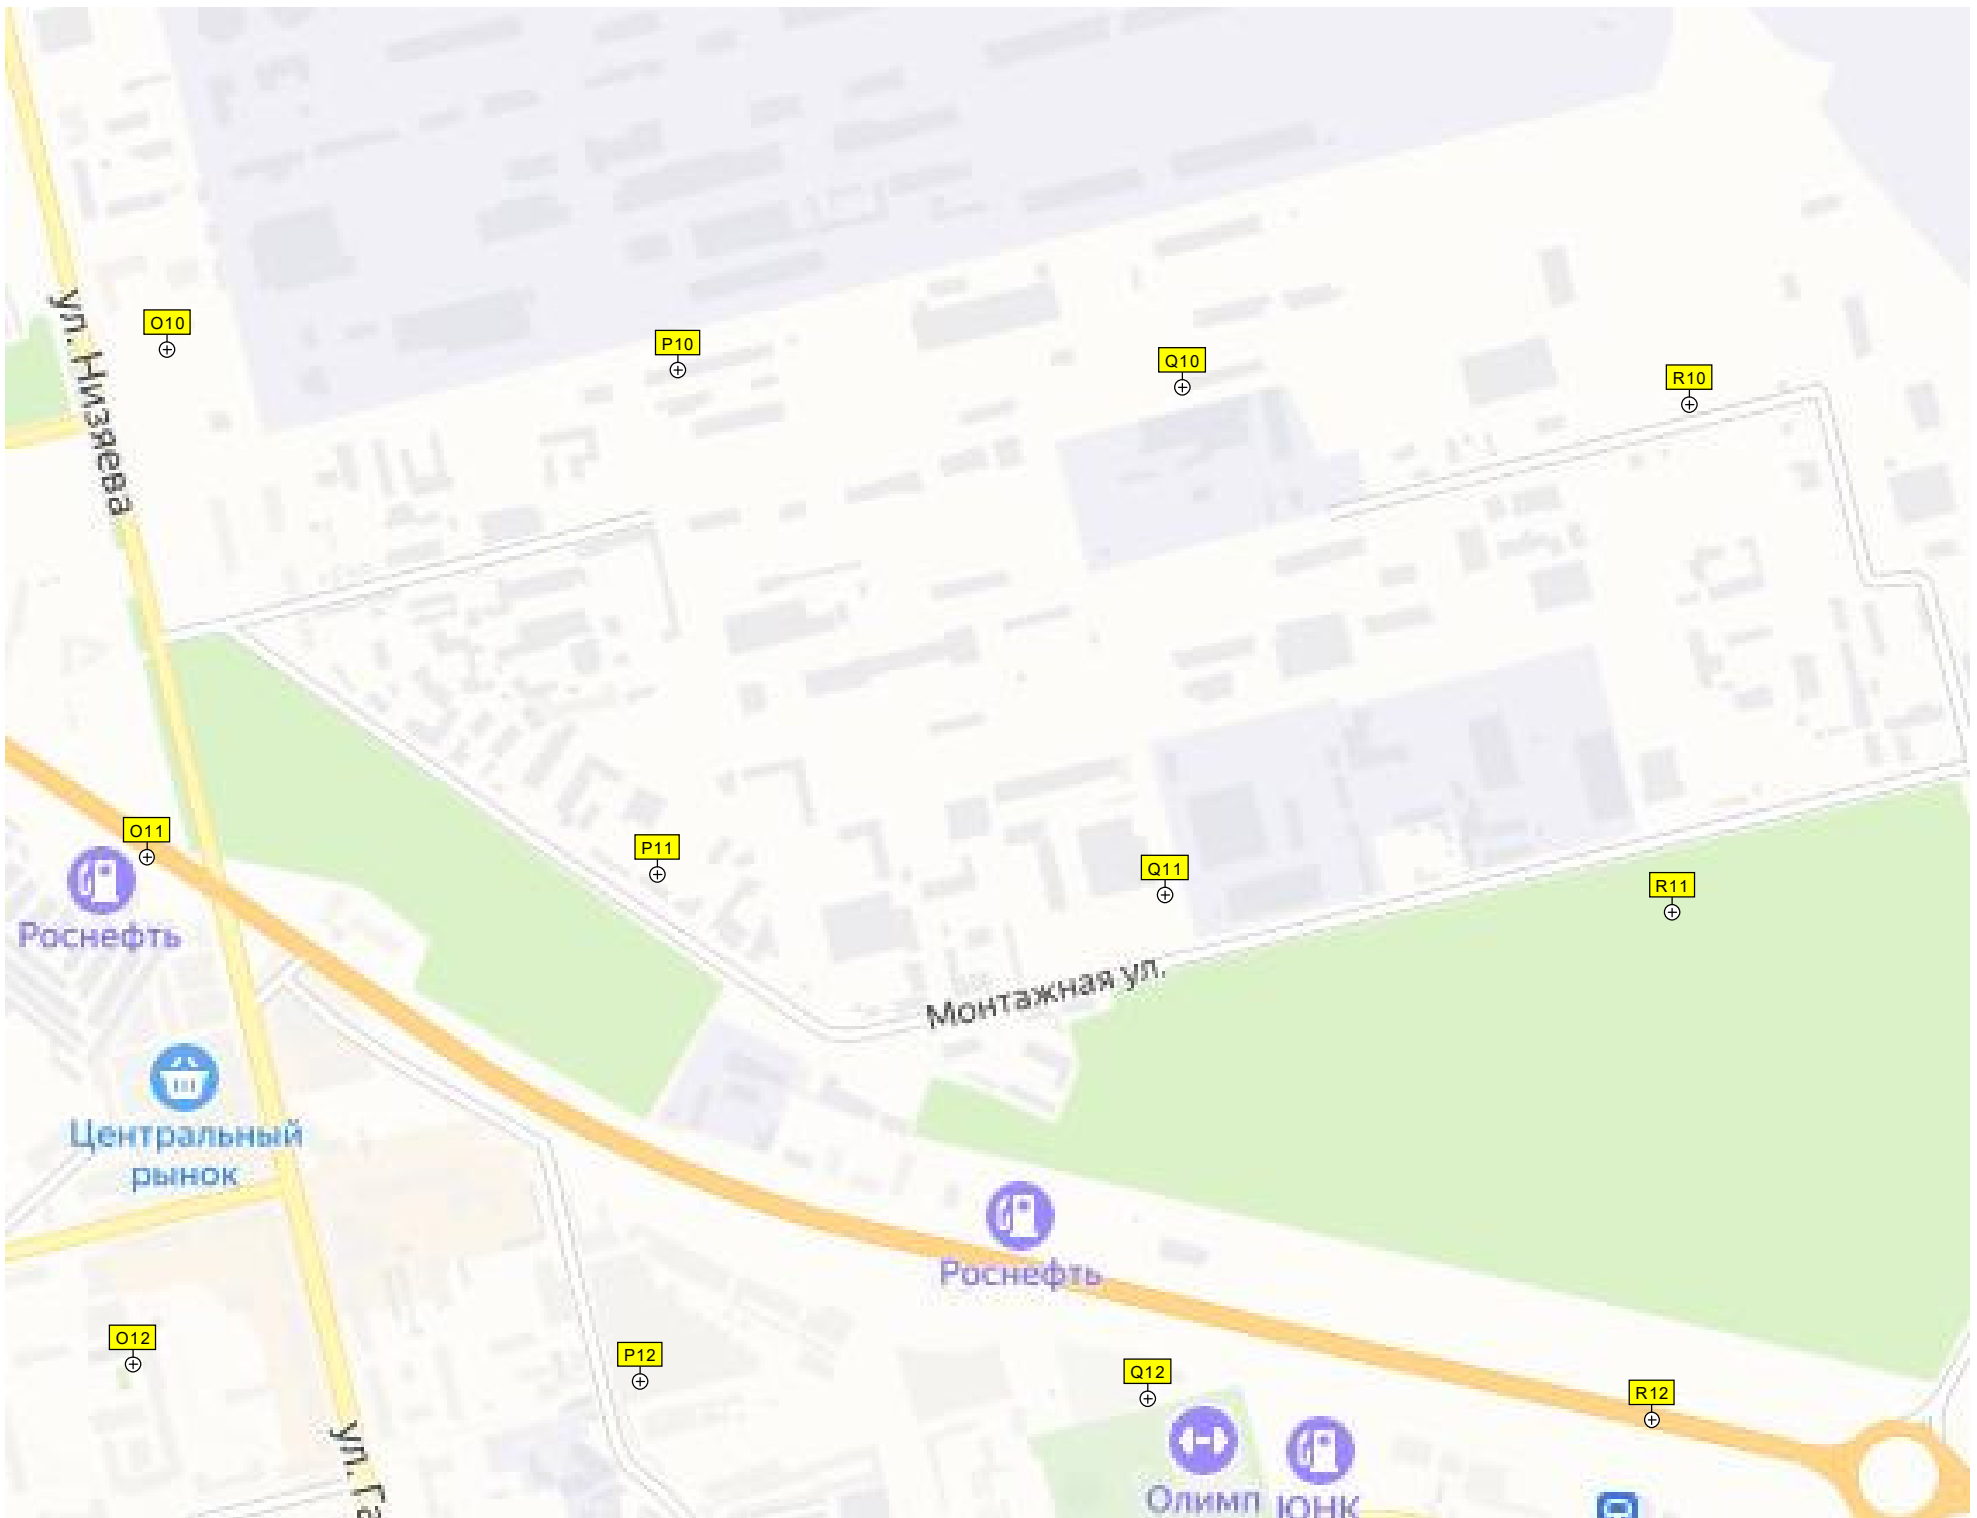 ул. Низяева
O10
P10
Q10
R10
O11
P11
Q11
R11
Роснефть
Монтажная ул.
Центральный
рынок
Роснефть
O12
P12
Q12
R12
ул. Га
Олимп
ЮНК